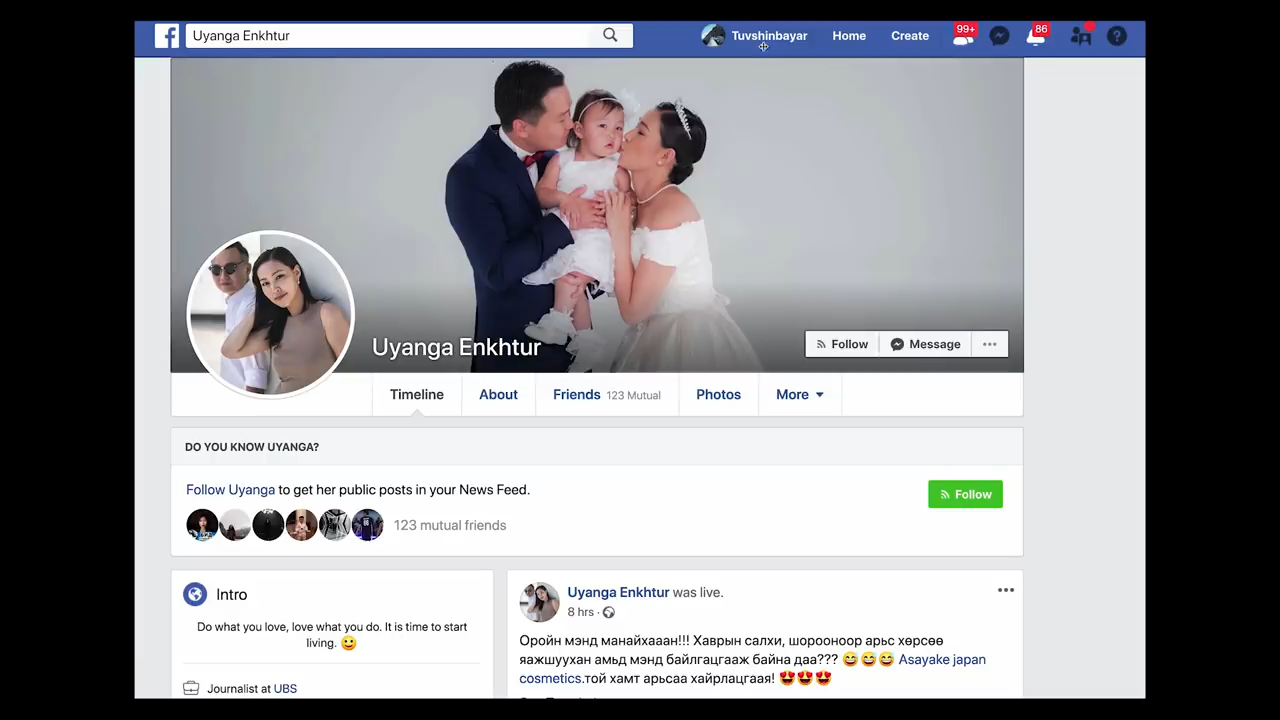 Uyanga Enkhtur
Tuvshinbayar
Home
Create
99+
86
Uyanga Enkhtur
Follow
Message
Timeline
About
Friends 123 Mutual
Photos
More
DO YOU KNOW UYANGA?
Follow Uyanga to get her public posts in your News Feed.
Follow
123 mutual friends
Intro
Do what you love, love what you do. It is time to start
living.
Journalist at UBS
Uyanga Enkhtur was live.
8 hrs ·
Оройн мэнд манайхааан!!! Хаврын салхи, шорооноор арьс хөрсөө
яажшуухан амьд мэнд байлгацгааж байна даа??? 😅😅😅 Asayake japan
cosmetics.той хамт арьсаа хайрлацгаая! 😍😍😍